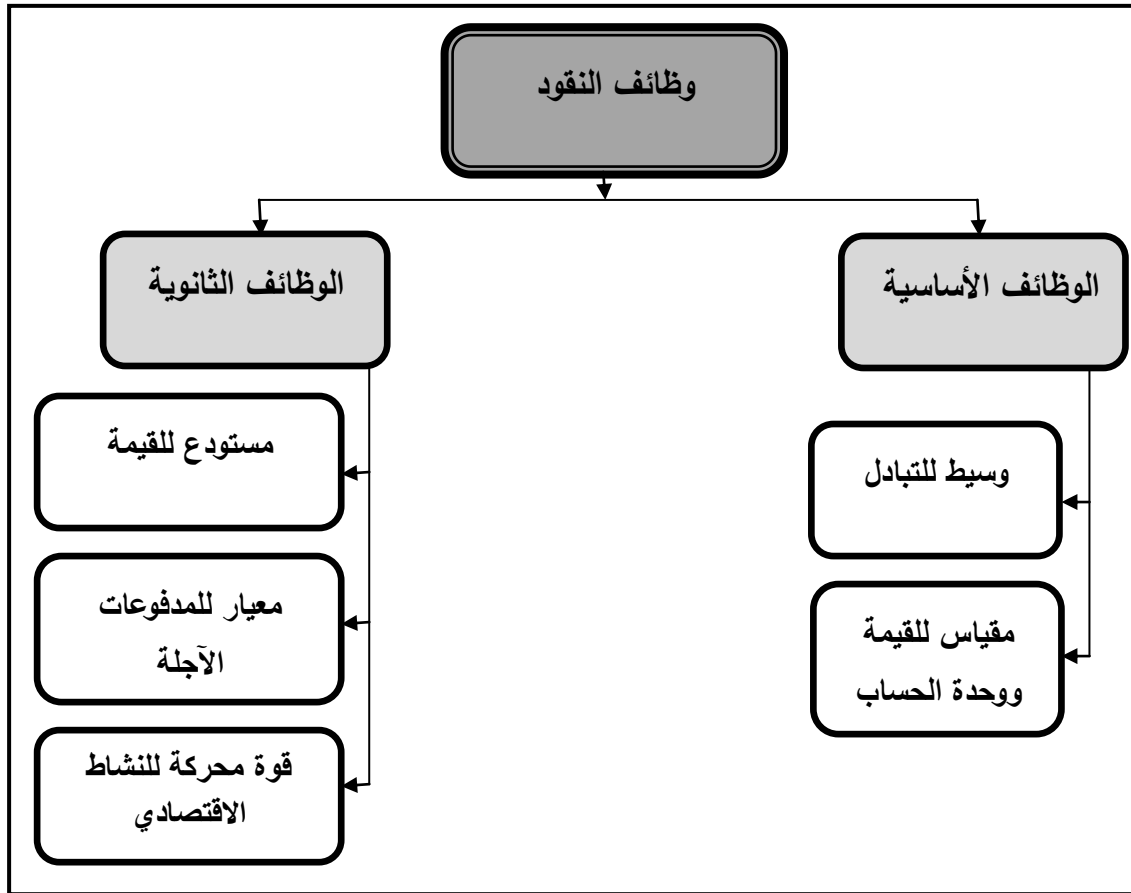 وظائف النقود
الوظائف الأساسية
وسيط للتبادل
مقياس للقيمة
ووحدة الحساب
الوظائف الثانوية
مستودع للقيمة
معيار للمدفوعات
الآجلة
قوة محركة للنشاط
الاقتصادي